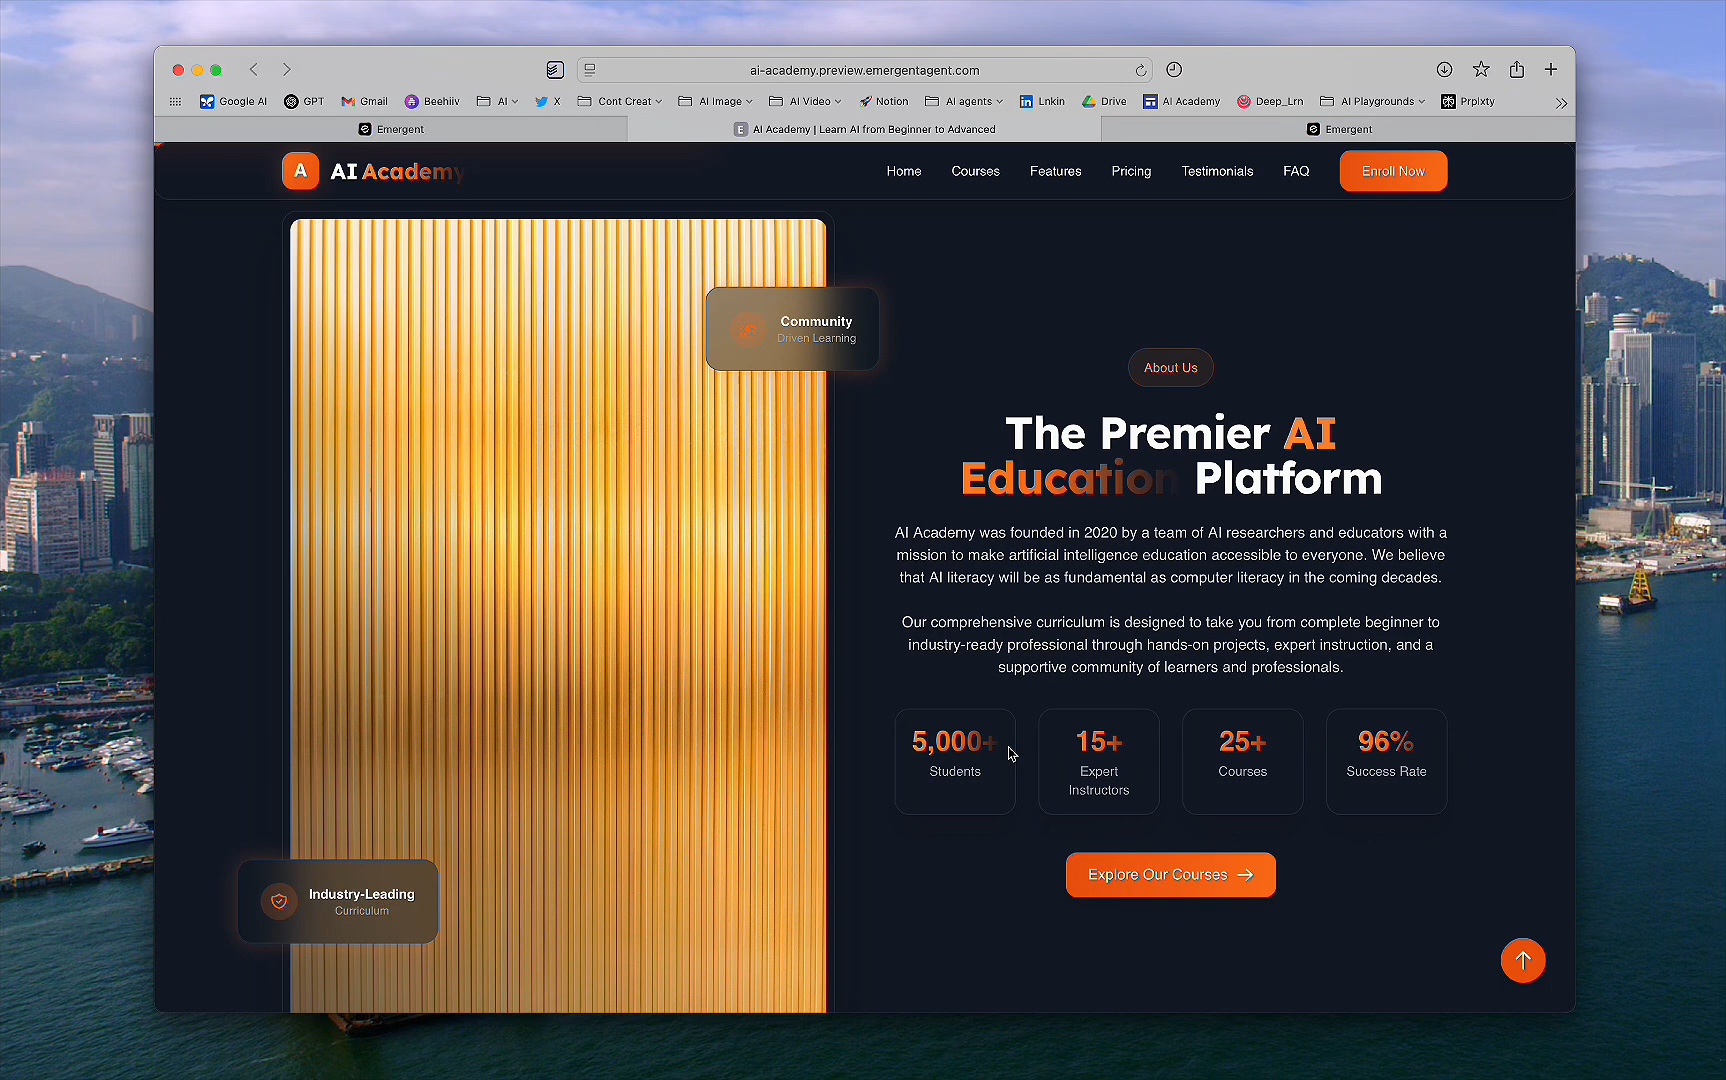 ai-academy.preview.emergentagent.com
Google AI GPT Gmail Beehiiv AI X Cont Creat AI Image AI Video Notion AI agents Lnkin Drive AI Academy Deep_Lrn AI Playgrounds Prplxty
Emergent
E AI Academy | Learn AI from Beginner to Advanced
Emergent
A AI Academy
Home Courses Features Pricing Testimonials FAQ Enroll Now
Community
Driven Learning
Industry-Leading
Curriculum
About Us
The Premier AI
Education Platform
AI Academy was founded in 2020 by a team of AI researchers and educators with a
mission to make artificial intelligence education accessible to everyone. We believe
that AI literacy will be as fundamental as computer literacy in the coming decades.
Our comprehensive curriculum is designed to take you from complete beginner to
industry-ready professional through hands-on projects, expert instruction, and a
supportive community of learners and professionals.
5,000+
Students
15+
Expert
Instructors
25+
Courses
96%
Success Rate
Explore Our Courses